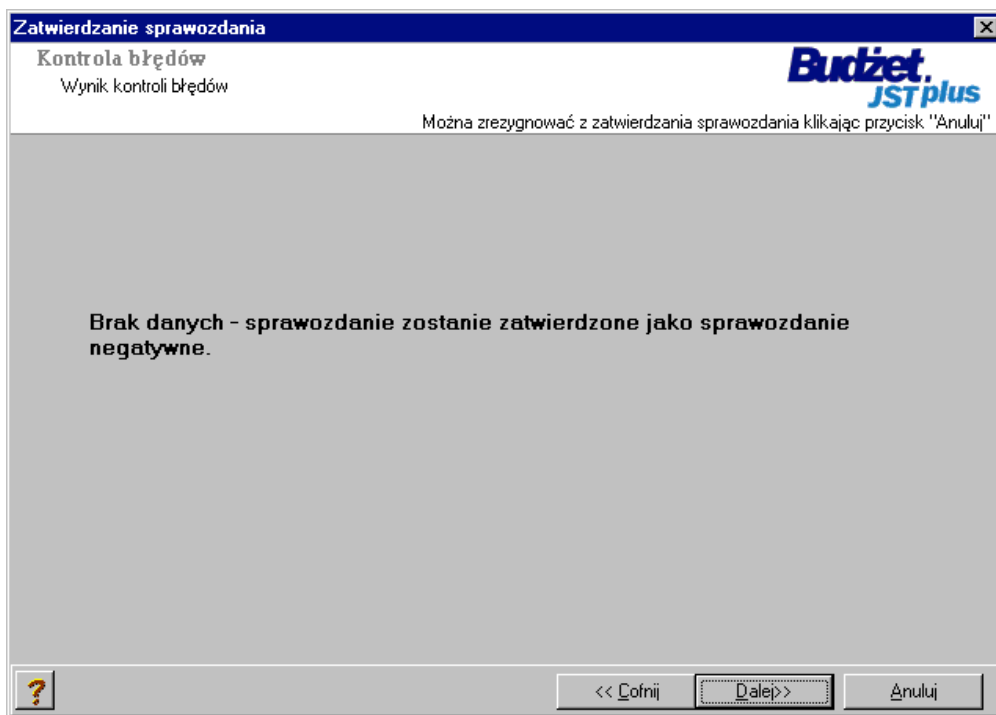 Zatwierdzanie sprawozdania
Kontrola błędów
Wynik kontroli błędów
Budżet.
JST plus
Można zrezygnować z zatwierdzania sprawozdania klikając przycisk "Anuluj"
Brak danych - sprawozdanie zostanie zatwierdzone jako sprawozdanie
negatywne.
? << Cofnij Dalej>> Anuluj